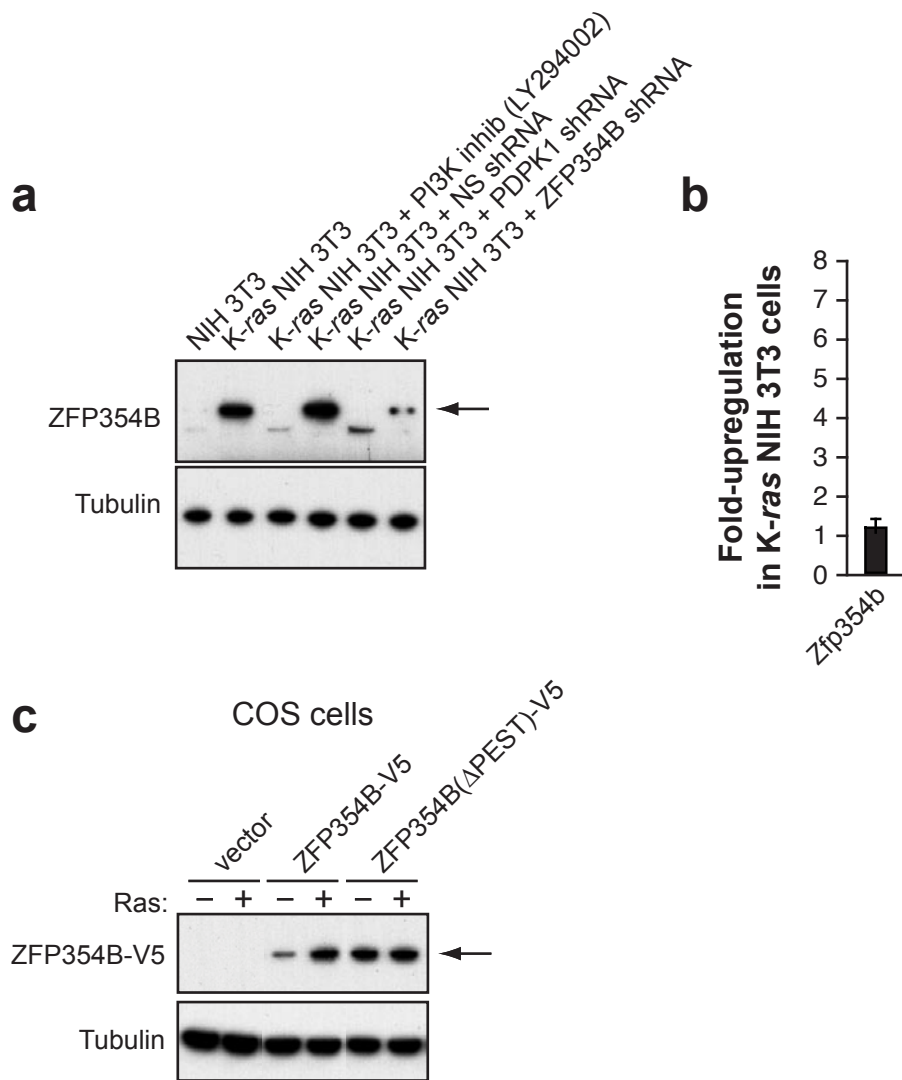 a
NIH 3T3
K-ras NIH 3T3
K-ras NIH 3T3 + PI3K inhib (LY294002)
K-ras NIH 3T3 + NS shRNA
K-ras NIH 3T3 + PDPK1 shRNA
K-ras NIH 3T3 + ZFP354B shRNA
ZFP354B
Tubulin
b
Fold-upregulation
in K-ras NIH 3T3 cells
8
7
6
5
4
3
2
1
0
Zfp354b
c
COS cells
vector
ZFP354B-V5
ZFP354B(ΔPEST)-V5
Ras: – + – + – +
ZFP354B-V5
Tubulin